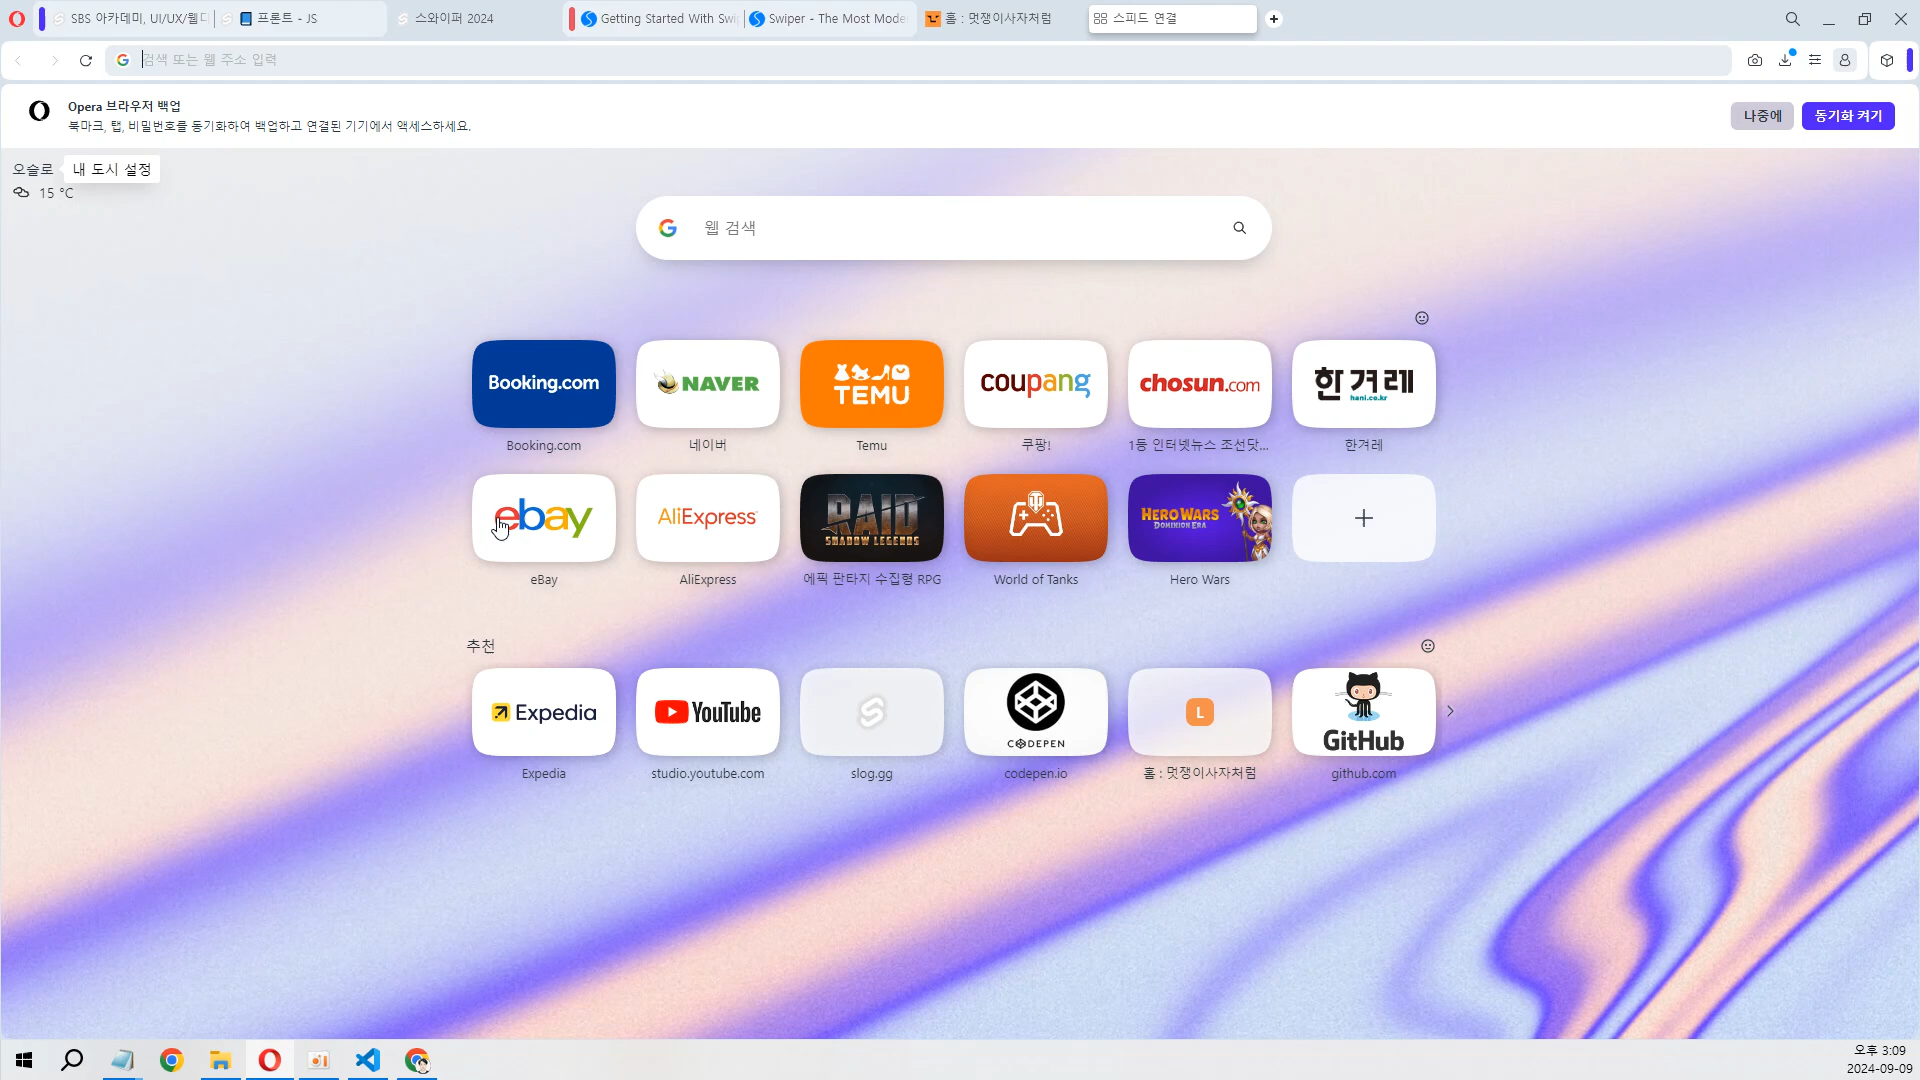 SBS 아카데미, UI/UX/웹디
프론트 - JS
스와이퍼 2024
Getting Started With Swip
Swiper - The Most Moder
홈 : 멋쟁이사자처럼
스피드 연결
검색 또는 웹 주소 입력
Opera 브라우저 백업
북마크, 탭, 비밀번호를 동기화하여 백업하고 연결된 기기에서 액세스하세요.
나중에
동기화 켜기
오슬로
내 도시 설정
15 °C
웹 검색
Booking.com
NAVER
TEMU
coupang
chosun.com
한겨레
hani.co.kr
Booking.com
네이버
Temu
쿠팡!
1등 인터넷뉴스 조선닷...
한겨레
ebay
AliExpress
RAID
SHADOW LEGENDS
HERO WARS
DOMINION ERA
eBay
AliExpress
에픽 판타지 수집형 RPG
World of Tanks
Hero Wars
추천
Expedia
YouTube
CODEPEN
L
GitHub
Expedia
studio.youtube.com
slog.gg
codepen.io
홈 : 멋쟁이사자처럼
github.com
오후 3:09
2024-09-09